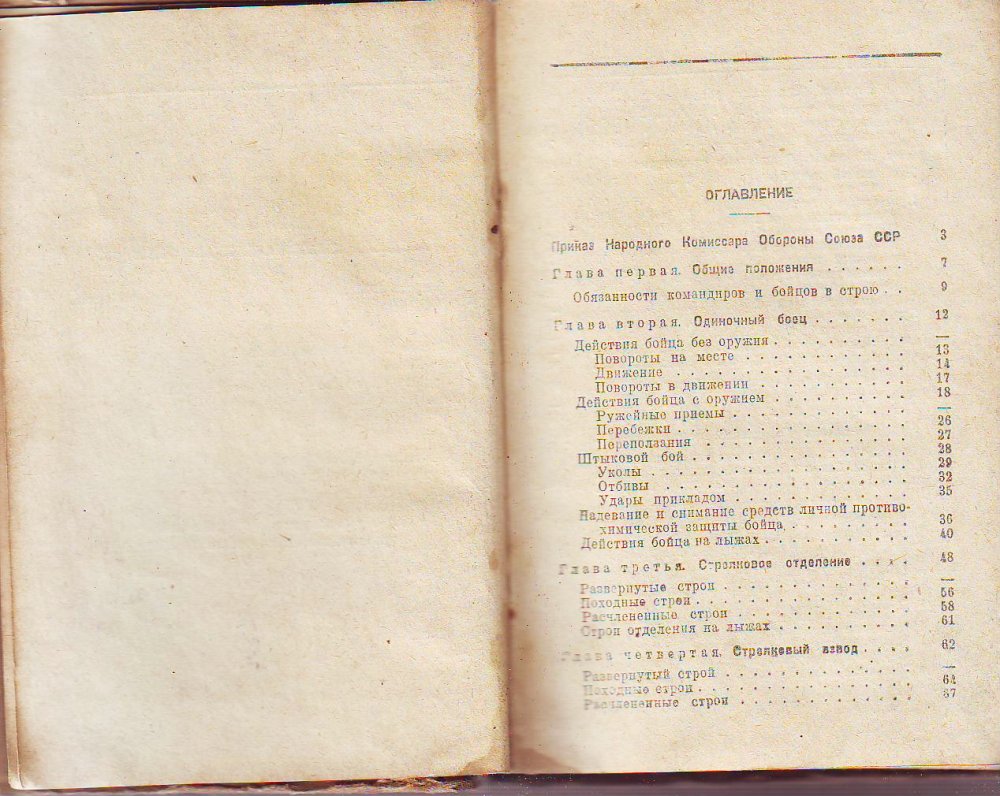 ОГЛАВЛЕНИЕ
Приказ Народного Комиссара Обороны Союза ССР 3
Глава первая. Общие положения . . . . . . 7
Обязанности командиров и бойцов в строю . . 9
Глава вторая. Одиночный боец . . . . . . . 12
Действия бойца без оружия . . . . . . . . . . —
Повороты на месте . . . . . . . . . . . . 13
Движение . . . . . . . . . . . . . . . . 14
Повороты в движении . . . . . . . . . . . 17
Действия бойца с оружием . . . . . . . . . . 18
Ружейные приемы . . . . . . . . . . . . . —
Перебежки . . . . . . . . . . . . . . . . 26
Переползания . . . . . . . . . . . . . . 27
Штыковой бой . . . . . . . . . . . . . . . 28
Уколы . . . . . . . . . . . . . . . . . . 29
Отбивы . . . . . . . . . . . . . . . . . 32
Удары прикладом . . . . . . . . . . . . . 35
Надевание и снимание средств личной противо-
химической защиты бойца . . . . . . . . . 36
Действия бойца на лыжах . . . . . . . . . . . 40
Глава третья. Стрелковое отделение . . . . 48
Развернутые строи . . . . . . . . . . . . . —
Походные строи . . . . . . . . . . . . . . . 56
Расчлененные строи . . . . . . . . . . . . 58
Строи отделения на лыжах . . . . . . . . . . 61
Глава четвертая. Стрелковый взвод . . . . 62
Развернутый строй . . . . . . . . . . . . . —
Походные строи . . . . . . . . . . . . . . . 64
Расчлененные строи . . . . . . . . . . . . 67